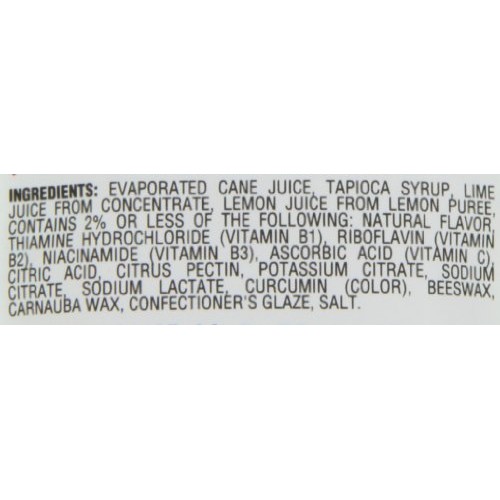 INGREDIENTS: EVAPORATED CANE JUICE, TAPIOCA SYRUP, LIME
JUICE FROM CONCENTRATE, LEMON JUICE FROM LEMON PUREE.
CONTAINS 2% OR LESS OF THE FOLLOWING: NATURAL FLAVOR,
THIAMINE HYDROCHLORIDE (VITAMIN B1), RIBOFLAVIN (VITAMIN
B2), NIACINAMIDE (VITAMIN B3), ASCORBIC ACID (VITAMIN C),
CITRIC ACID, CITRUS PECTIN, POTASSIUM CITRATE, SODIUM
CITRATE, SODIUM LACTATE, CURCUMIN (COLOR), BEESWAX,
CARNAUBA WAX, CONFECTIONER'S GLAZE, SALT.